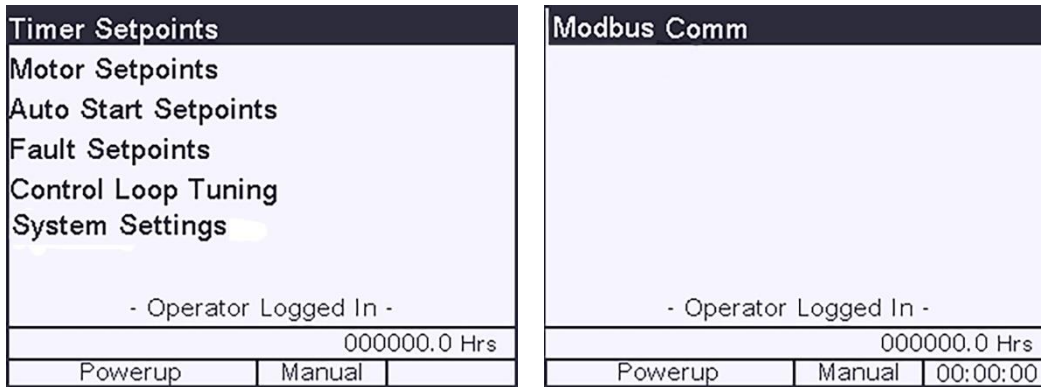 Timer Setpoints
Motor Setpoints
Auto Start Setpoints
Fault Setpoints
Control Loop Tuning
System Settings
- Operator Logged In -
000000.0 Hrs
Powerup Manual
Modbus Comm
- Operator Logged In -
000000.0 Hrs
Powerup Manual 00:00:00